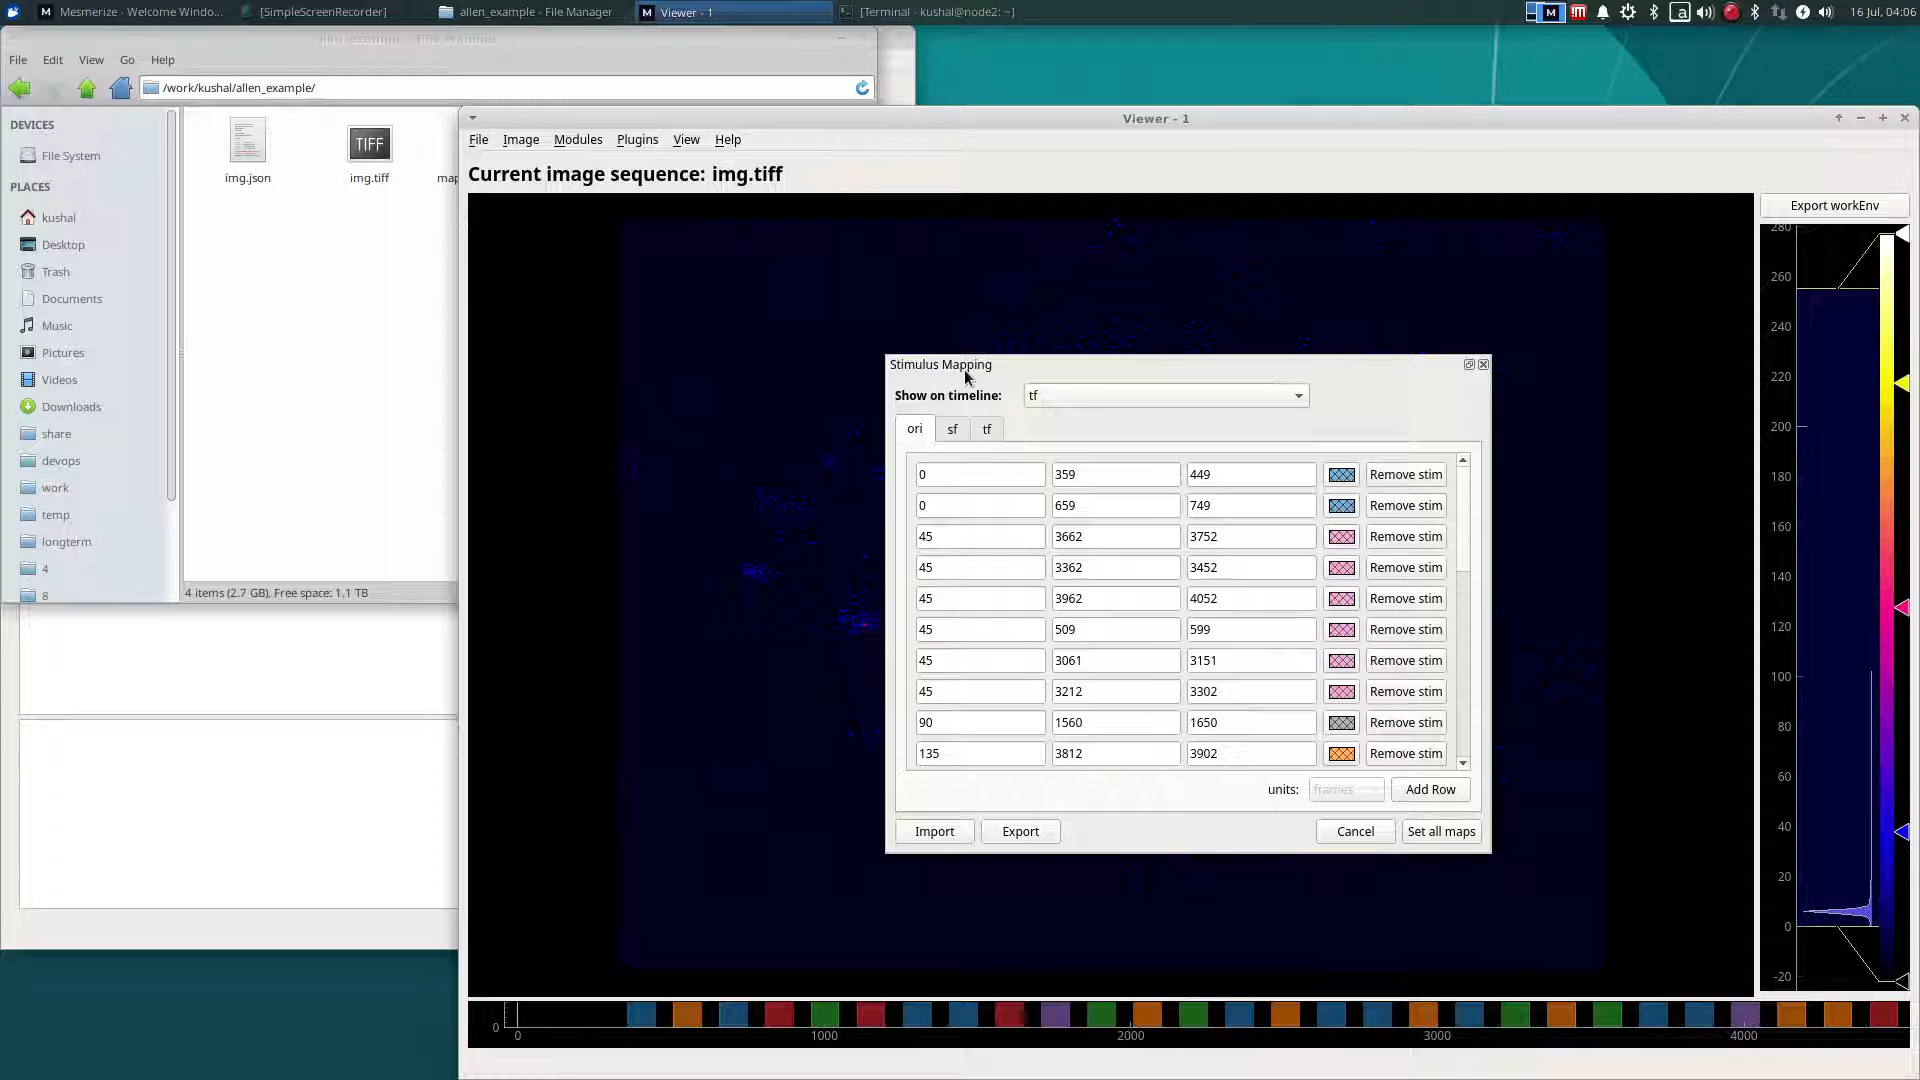 Mesmerize - Welcome Windo...
[SimpleScreenRecorder]
allen_example - File Manager
Viewer - 1
[Terminal - kushal@node2: ~]
16 Jul, 04:06
File Edit View Go Help
/work/kushal/allen_example/
DEVICES
File System
PLACES
kushal
Desktop
Trash
Documents
Music
Pictures
Videos
Downloads
share
devops
work
temp
longterm
4
8
img.json
TIFF
img.tiff
map
4 items (2.7 GB), Free space: 1.1 TB
Viewer - 1
File Image Modules Plugins View Help
Current image sequence: img.tiff
Export workEnv
280
260
240
220
200
180
160
140
120
100
80
60
40
20
0
-20
Stimulus Mapping
Show on timeline: tf
ori sf tf
0 359 449 Remove stim
0 659 749 Remove stim
45 3662 3752 Remove stim
45 3362 3452 Remove stim
45 3962 4052 Remove stim
45 509 599 Remove stim
45 3061 3151 Remove stim
45 3212 3302 Remove stim
90 1560 1650 Remove stim
135 3812 3902 Remove stim
units: frames Add Row
Import Export Cancel Set all maps
0
0 1000 2000 3000 4000